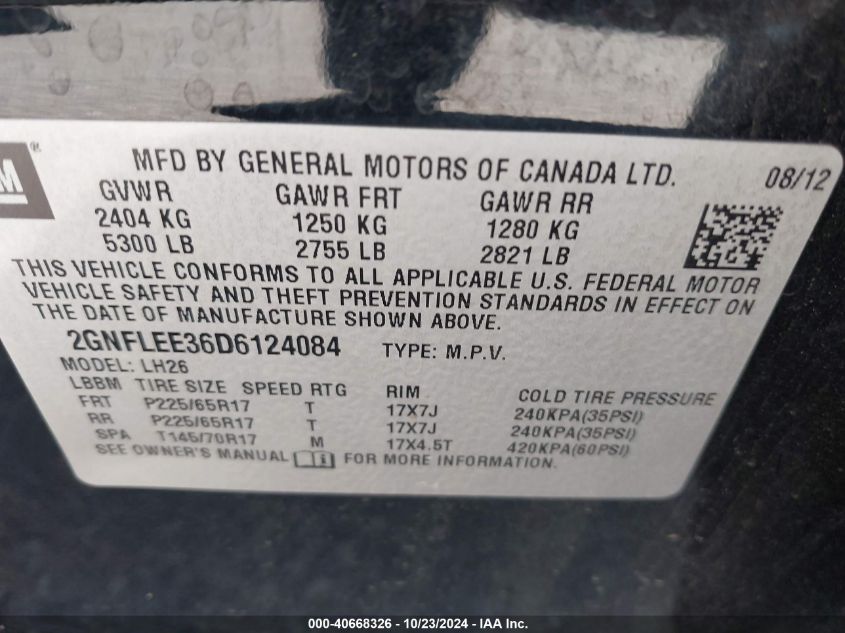 M®
MFD BY GENERAL MOTORS OF CANADA LTD. 08/12
GVWR GAWR FRT GAWR RR
2404 KG 1250 KG 1280 KG
5300 LB 2755 LB 2821 LB
THIS VEHICLE CONFORMS TO ALL APPLICABLE U.S. FEDERAL MOTOR
VEHICLE SAFETY AND THEFT PREVENTION STANDARDS IN EFFECT ON
THE DATE OF MANUFACTURE SHOWN ABOVE.
2GNFLEE36D6124084 TYPE: M.P.V.
MODEL: LH26
LBBM TIRE SIZE SPEED RTG RIM COLD TIRE PRESSURE
FRT P225/65R17 T 17X7J 240KPA(35PSI)
RR P225/65R17 T 17X7J 240KPA(35PSI)
SPA T145/70R17 M 17X4.5T 420KPA(60PSI)
SEE OWNER'S MANUAL FOR MORE INFORMATION.
000-40668326 - 10/23/2024 - IAA Inc.